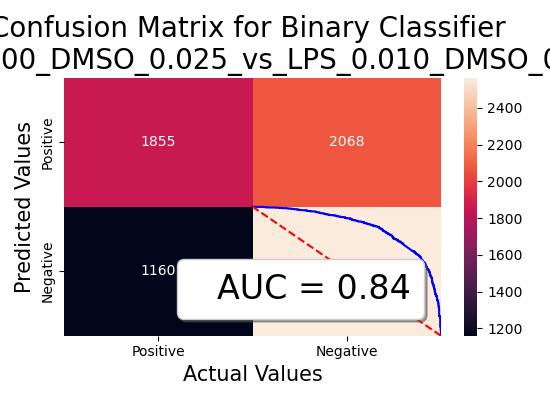 Confusion Matrix for Binary Classifier
00_DMSO_0.025_vs_LPS_0.010_DMSO_0
Predicted Values
Positive
Negative
1855
2068
1160
AUC = 0.84
Positive
Negative
Actual Values
2400
2200
2000
1800
1600
1400
1200